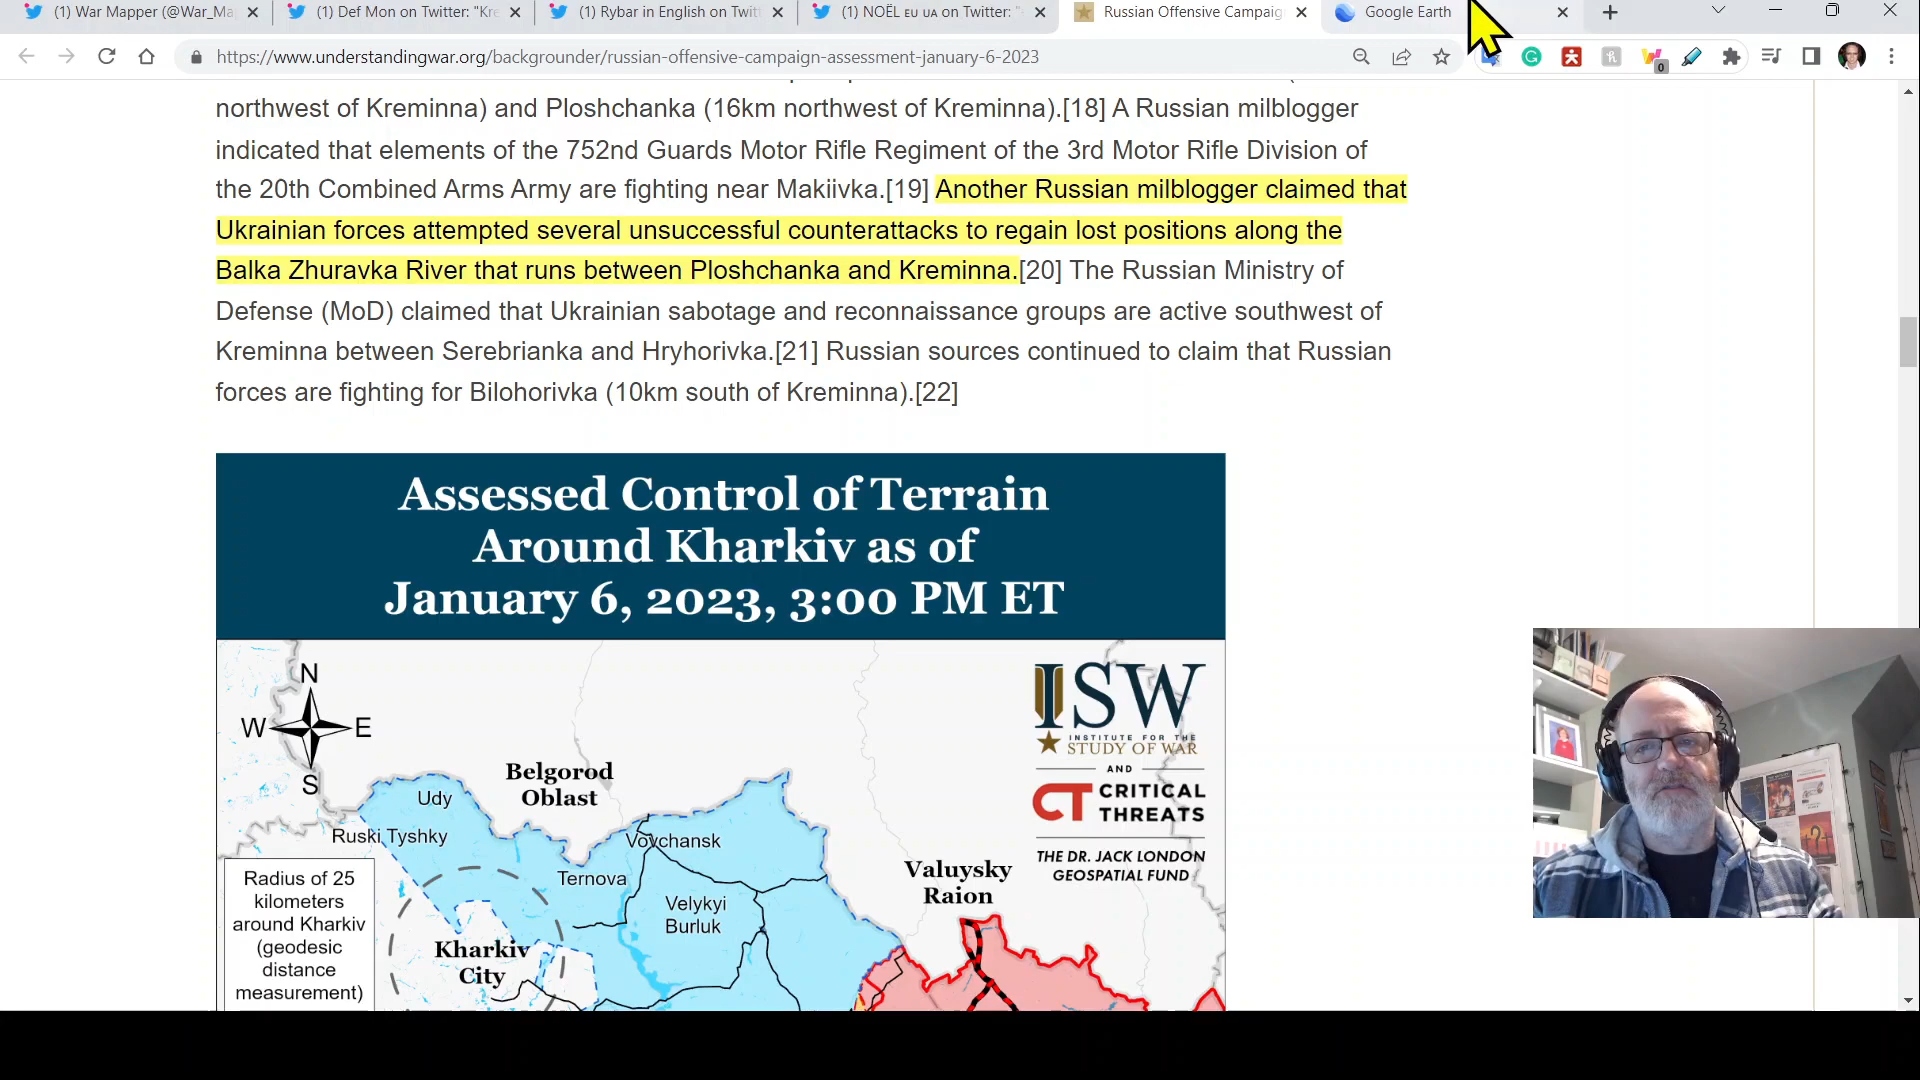 (1) War Mapper (@War_Ma
(1) Def Mon on Twitter: "Kre
(1) Rybar in English on Twitt
(1) NOËL EU UA on Twitter: "
Russian Offensive Campaig
Google Earth
https://www.understandingwar.org/backgrounder/russian-offensive-campaign-assessment-january-6-2023
northwest of Kreminna) and Ploshchanka (16km northwest of Kreminna).[18] A Russian milblogger
indicated that elements of the 752nd Guards Motor Rifle Regiment of the 3rd Motor Rifle Division of
the 20th Combined Arms Army are fighting near Makiivka.[19] Another Russian milblogger claimed that
Ukrainian forces attempted several unsuccessful counterattacks to regain lost positions along the
Balka Zhuravka River that runs between Ploshchanka and Kreminna.[20] The Russian Ministry of
Defense (MoD) claimed that Ukrainian sabotage and reconnaissance groups are active southwest of
Kreminna between Serebrianka and Hryhorivka.[21] Russian sources continued to claim that Russian
forces are fighting for Bilohorivka (10km south of Kreminna).[22]
Assessed Control of Terrain
Around Kharkiv as of
January 6, 2023, 3:00 PM ET
N
W E
S
ISW
INSTITUTE FOR THE
STUDY OF WAR
AND
CT CRITICAL
THREATS
THE DR. JACK LONDON
GEOSPATIAL FUND
Belgorod
Oblast
Udy
Ruski Tyshky
Vovchansk
Ternova
Velykyi
Burluk
Valuysky
Raion
Kharkiv
City
Radius of 25
kilometers
around Kharkiv
(geodesic
distance
measurement)
0